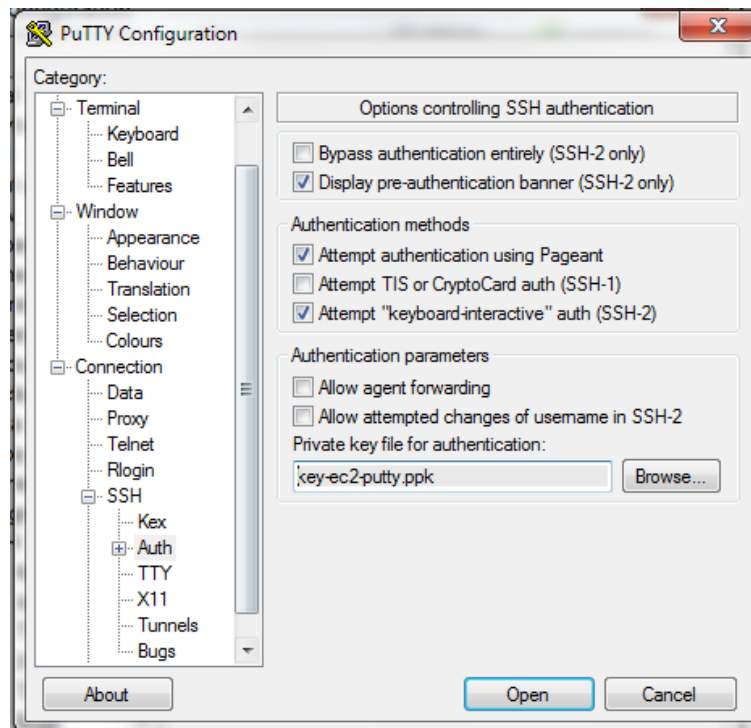 PuTTY Configuration
Category:
Terminal
Keyboard
Bell
Features
Window
Appearance
Behaviour
Translation
Selection
Colours
Connection
Data
Proxy
Telnet
Rlogin
SSH
Kex
Auth
TTY
X11
Tunnels
Bugs
Options controlling SSH authentication
Bypass authentication entirely (SSH-2 only)
Display pre-authentication banner (SSH-2 only)
Authentication methods
Attempt authentication using Pageant
Attempt TIS or CryptoCard auth (SSH-1)
Attempt "keyboard-interactive" auth (SSH-2)
Authentication parameters
Allow agent forwarding
Allow attempted changes of username in SSH-2
Private key file for authentication:
key-ec2-putty.ppk
Browse...
About
Open
Cancel